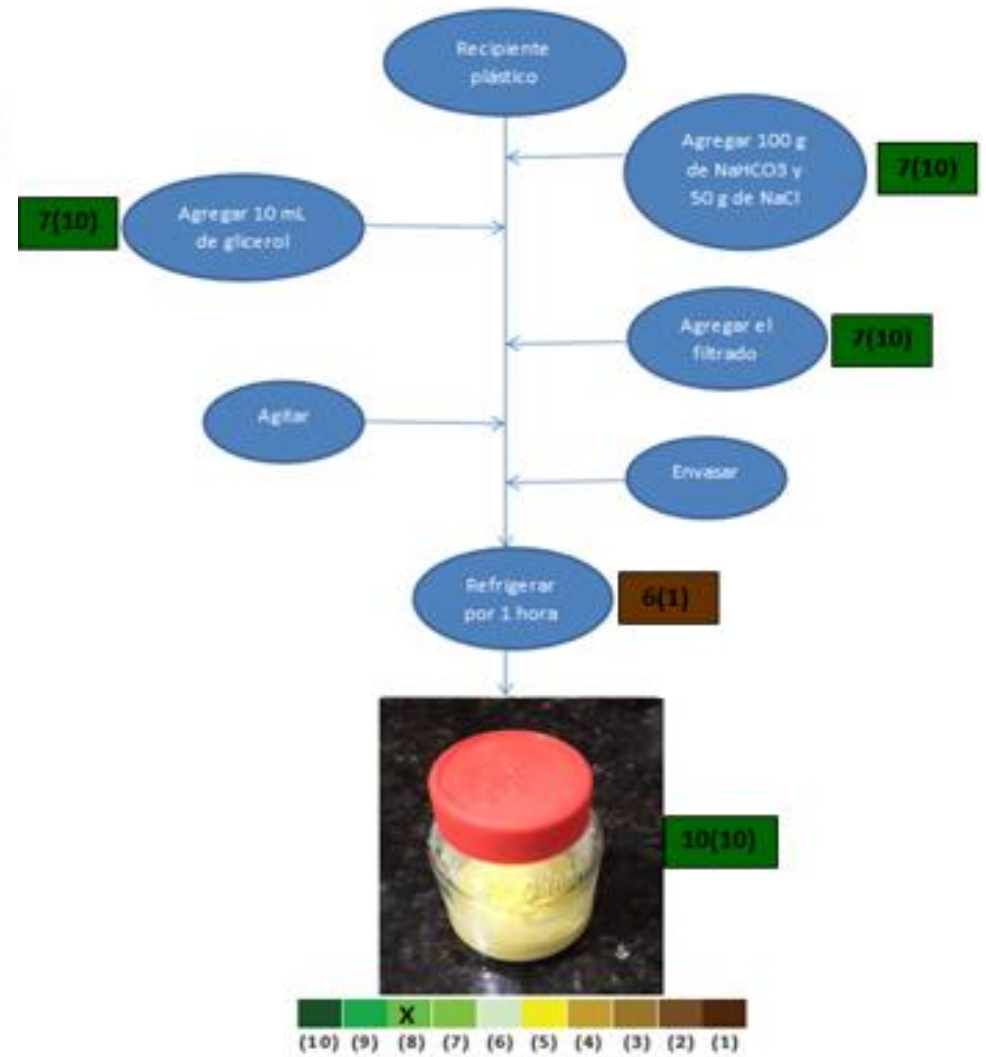 Recipiente
plástico
Agregar 100 g
de NaHCO3 y
50 g de NaCl
7(10)
7(10)
Agregar 10 mL
de glicerol
Agregar el
filtrado
7(10)
Agitar
Envasar
Refrigerar
por 1 hora
6(1)
10(10)
X
(10) (9) (8) (7) (6) (5) (4) (3) (2) (1)